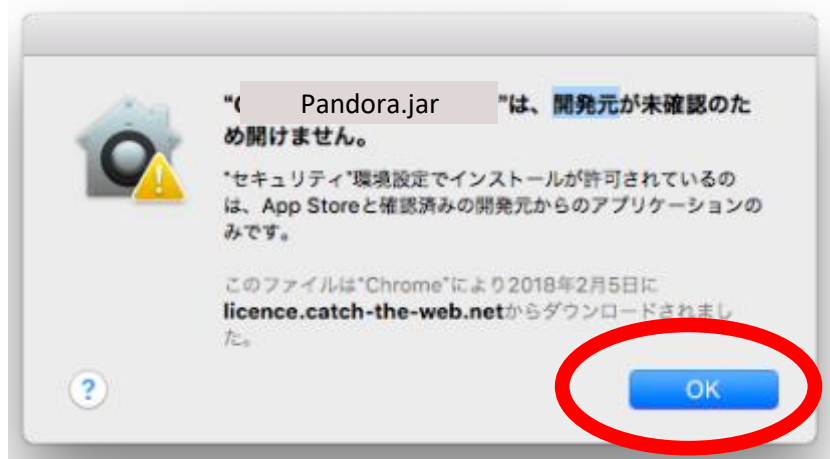 "C Pandora.jar "は、開発元が未確認のた
め開けません。
"セキュリティ"環境設定でインストールが許可されているの
は、App Storeと確認済みの開発元からのアプリケーションの
みです。
このファイルは"Chrome"により2018年2月5日に
licence.catch-the-web.netからダウンロードされまし
た。
?
OK